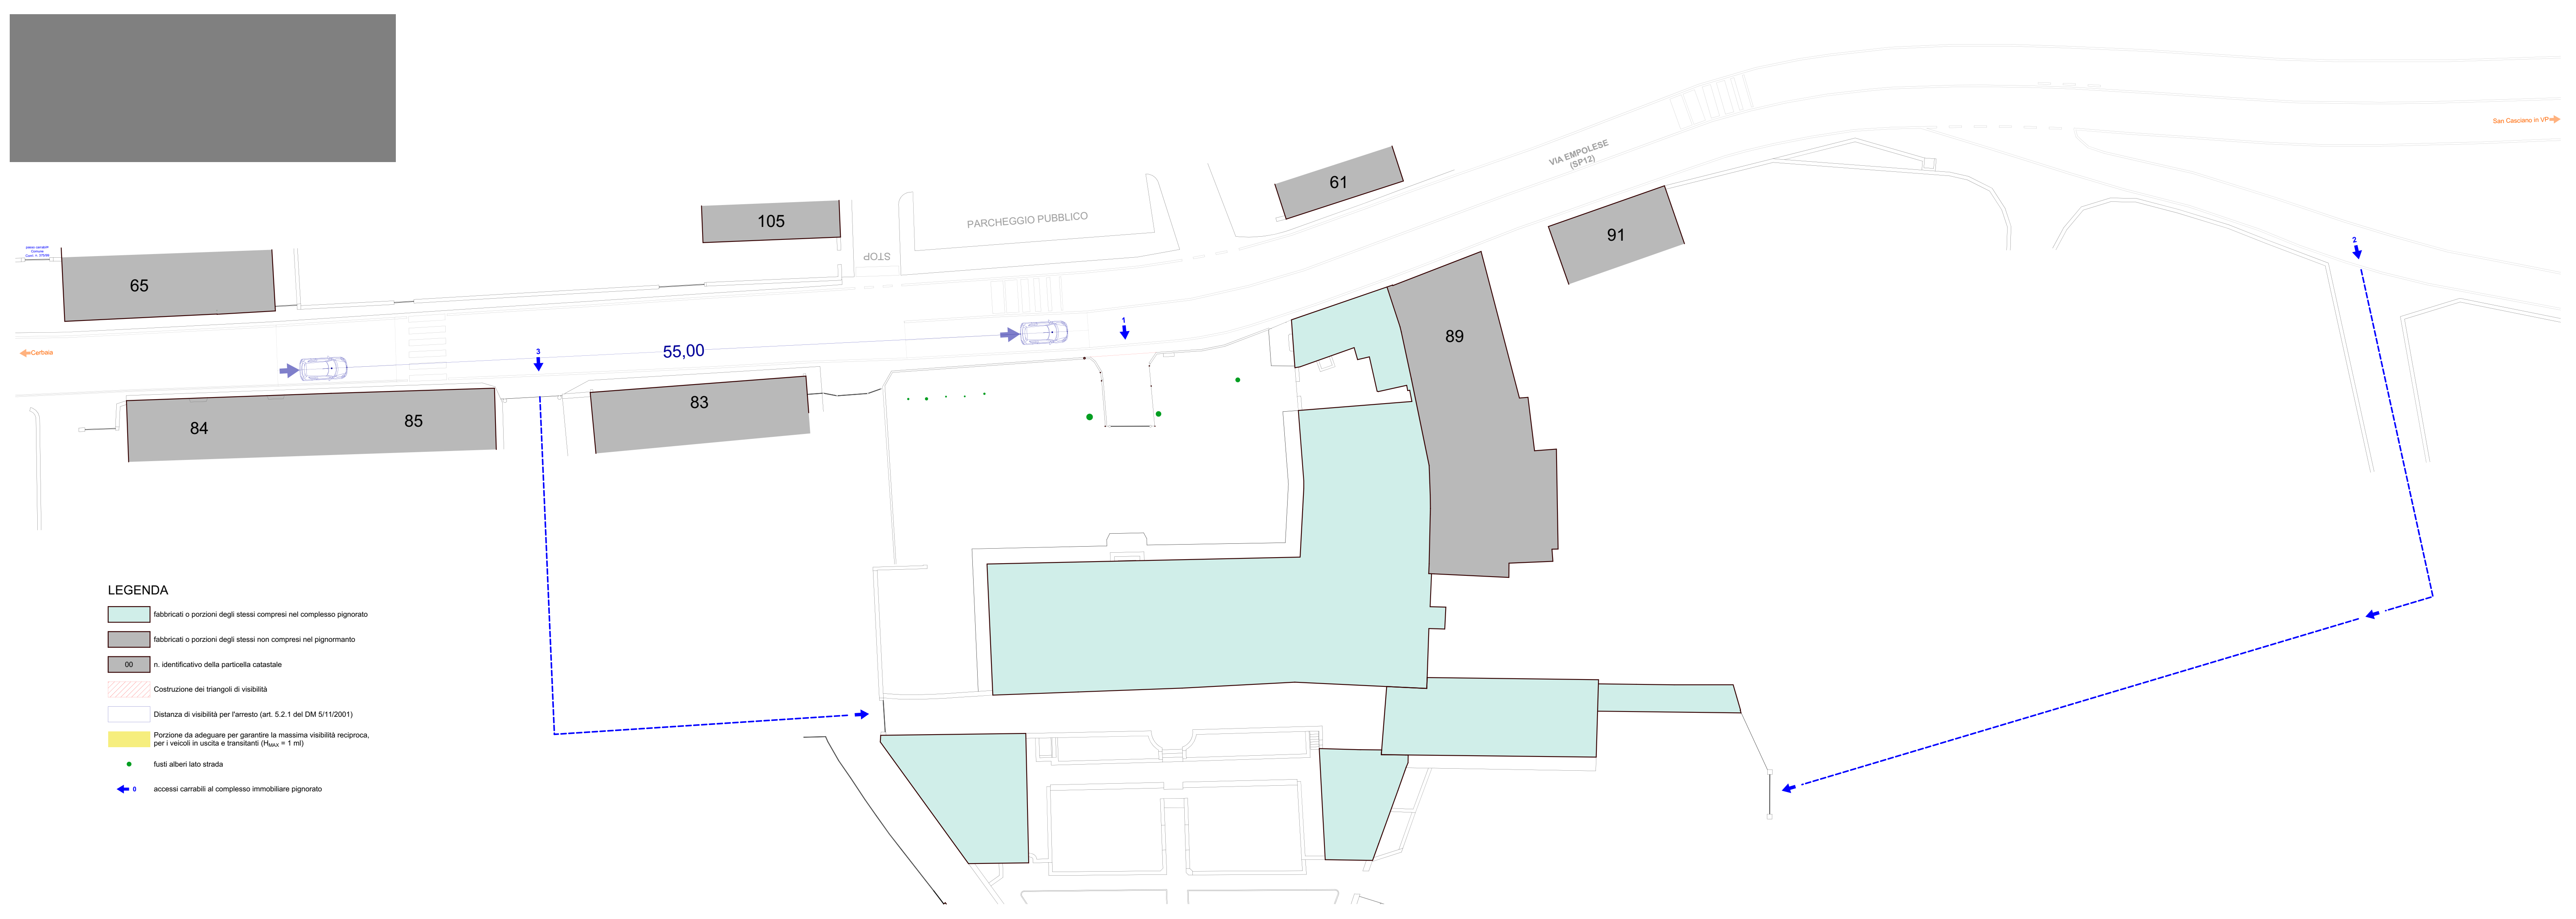 San Casciano in VP
VIA EMPOLESE
(SP12)
61
105
PARCHEGGIO PUBBLICO
91
2
passo carrabile
Comune
STOP
65
1
89
3
55,00
Cerbaia
83
84
85
LEGENDA
fabbricati o porzioni degli stessi compresi nel complesso pignorato
fabbricati o porzioni degli stessi non compresi nel pignormanto
00
n. identificativo della particella catastale
Costruzione dei triangoli di visibilità
Distanza di visibilità per l'arresto (art. 5.2.1 del DM 5/11/2001)
Porzione da adeguare per garantire la massima visibilità reciproca,
per i veicoli in uscita e transitanti (HMAX = 1 ml)
fusti alberi lato strada
0
accessi carrabili al complesso immobiliare pignorato